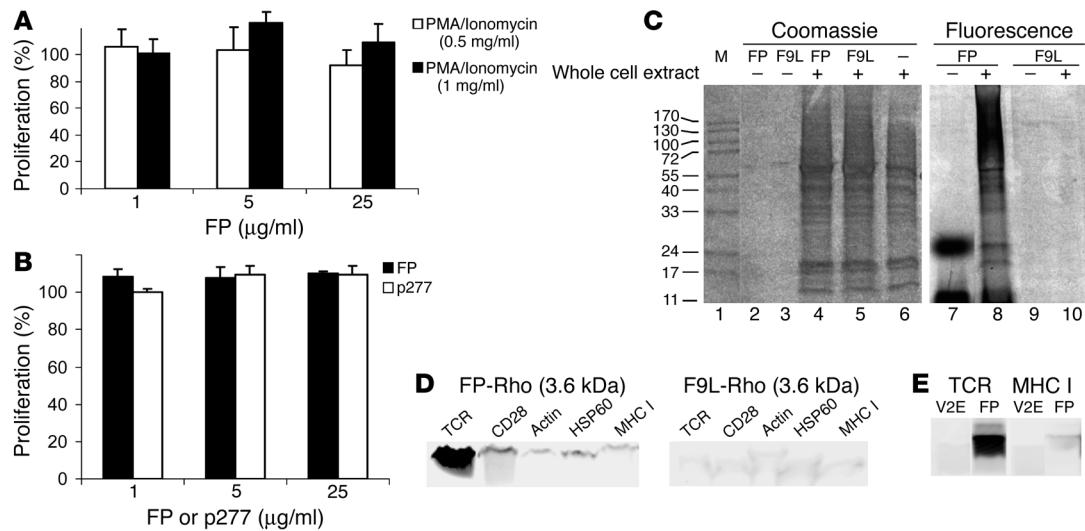 A
Proliferation (%)
120
100
80
60
40
20
0
1 5 25
FP (μg/ml)
PMA/Ionomycin
(0.5 mg/ml)
PMA/Ionomycin
(1 mg/ml)
B
Proliferation (%)
100
80
60
40
20
0
1 5 25
FP or p277 (μg/ml)
FP
p277
C
Coomassie Fluorescence
M FP F9L FP F9L – FP F9L
Whole cell extract – – + + + – + – +
170
130
100
72
55
40
33
24
17
11
1 2 3 4 5 6 7 8 9 10
D
FP-Rho (3.6 kDa) F9L-Rho (3.6 kDa)
TCR CD28 Actin HSP60 MHC I TCR CD28 Actin HSP60 MHC I
E
TCR MHC I
V2E FP V2E FP